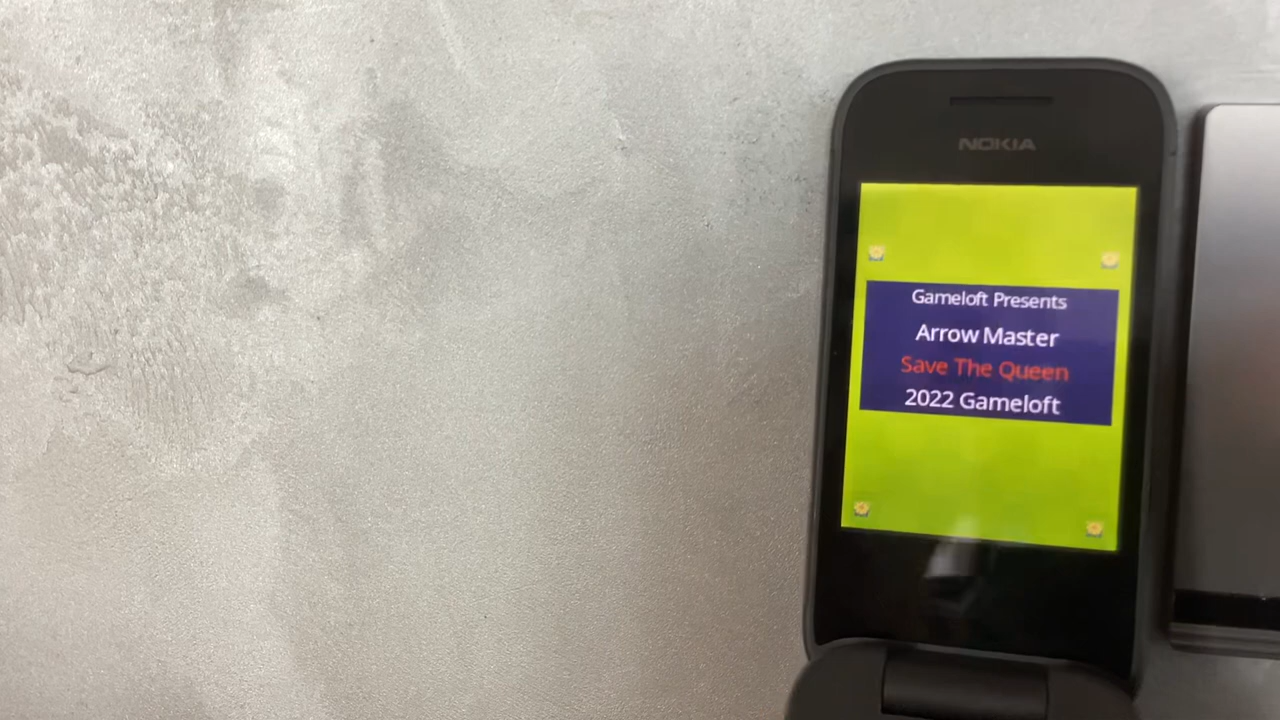 NOKIA
Gameloft Presents
Arrow Master
Save The Queen
2022 Gameloft